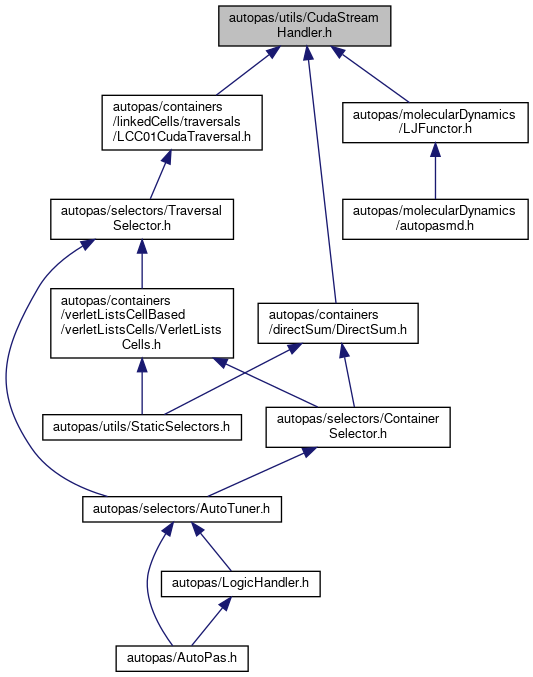 autopas/utils/CudaStream
Handler.h
autopas/containers
/linkedCells/traversals
/LCC01CudaTraversal.h
autopas/molecularDynamics
/LJFunctor.h
autopas/selectors/Traversal
Selector.h
autopas/molecularDynamics
/autopasmd.h
autopas/containers
/verletListsCellBased
/verletListsCells/VerletLists
Cells.h
autopas/containers
/directSum/DirectSum.h
autopas/utils/StaticSelectors.h
autopas/selectors/Container
Selector.h
autopas/selectors/AutoTuner.h
autopas/LogicHandler.h
autopas/AutoPas.h